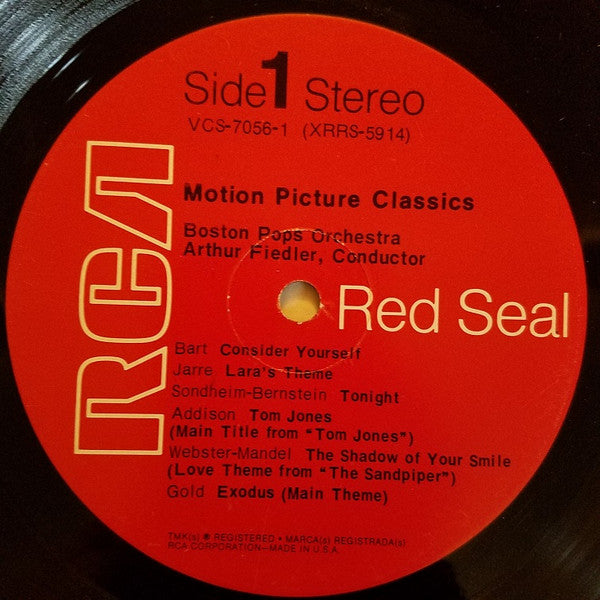 Side 1 Stereo
VCS-7056-1 (XRRS-5914)
RCA
Motion Picture Classics
Boston Pops Orchestra
Arthur Fiedler, Conductor
Red Seal
Bart Consider Yourself
Jarre Lara's Theme
Sondheim-Bernstein Tonight
Addison Tom Jones
(Main Title from "Tom Jones")
Webster-Mandel The Shadow of Your Smile
(Love Theme from "The Sandpiper")
Gold Exodus (Main Theme)
TMK(s) ® REGISTERED • MARCA(s) REGISTRADA(s)
RCA CORPORATION—MADE IN U.S.A.